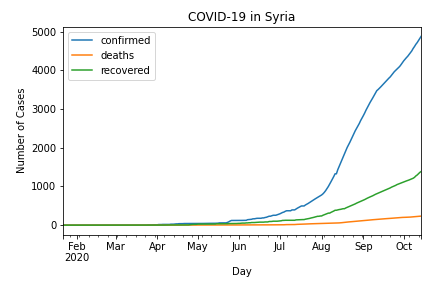 COVID-19 in Syria
confirmed
deaths
recovered
Number of Cases
5000
4000
3000
2000
1000
0
Feb Mar Apr May Jun Jul Aug Sep Oct
2020
Day